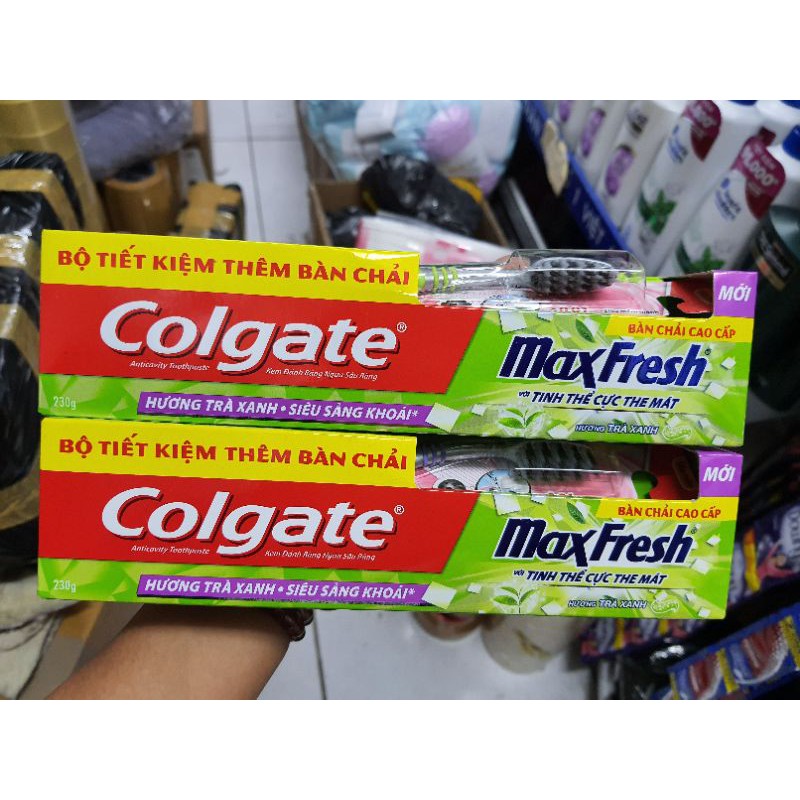 BỘ TIẾT KIỆM THÊM BÀN CHẢI
MỚI
BÀN CHẢI CAO CẤP
Colgate®
MaxFresh®
Anticavity Toothpaste
Kem Đánh Răng Ngừa Sâu Răng
VỚI TINH THỂ CỰC THE MÁT
230g
HƯƠNG TRÀ XANH • SIÊU SẢNG KHOÁI*
HƯƠNG TRÀ XANH
BỘ TIẾT KIỆM THÊM BÀN CHẢI
MỚI
BÀN CHẢI CAO CẤP
Colgate®
MaxFresh®
Anticavity Toothpaste
Kem Đánh Răng Ngừa Sâu Răng
VỚI TINH THỂ CỰC THE MÁT
230g
HƯƠNG TRÀ XANH • SIÊU SẢNG KHOÁI*
HƯƠNG TRÀ XANH